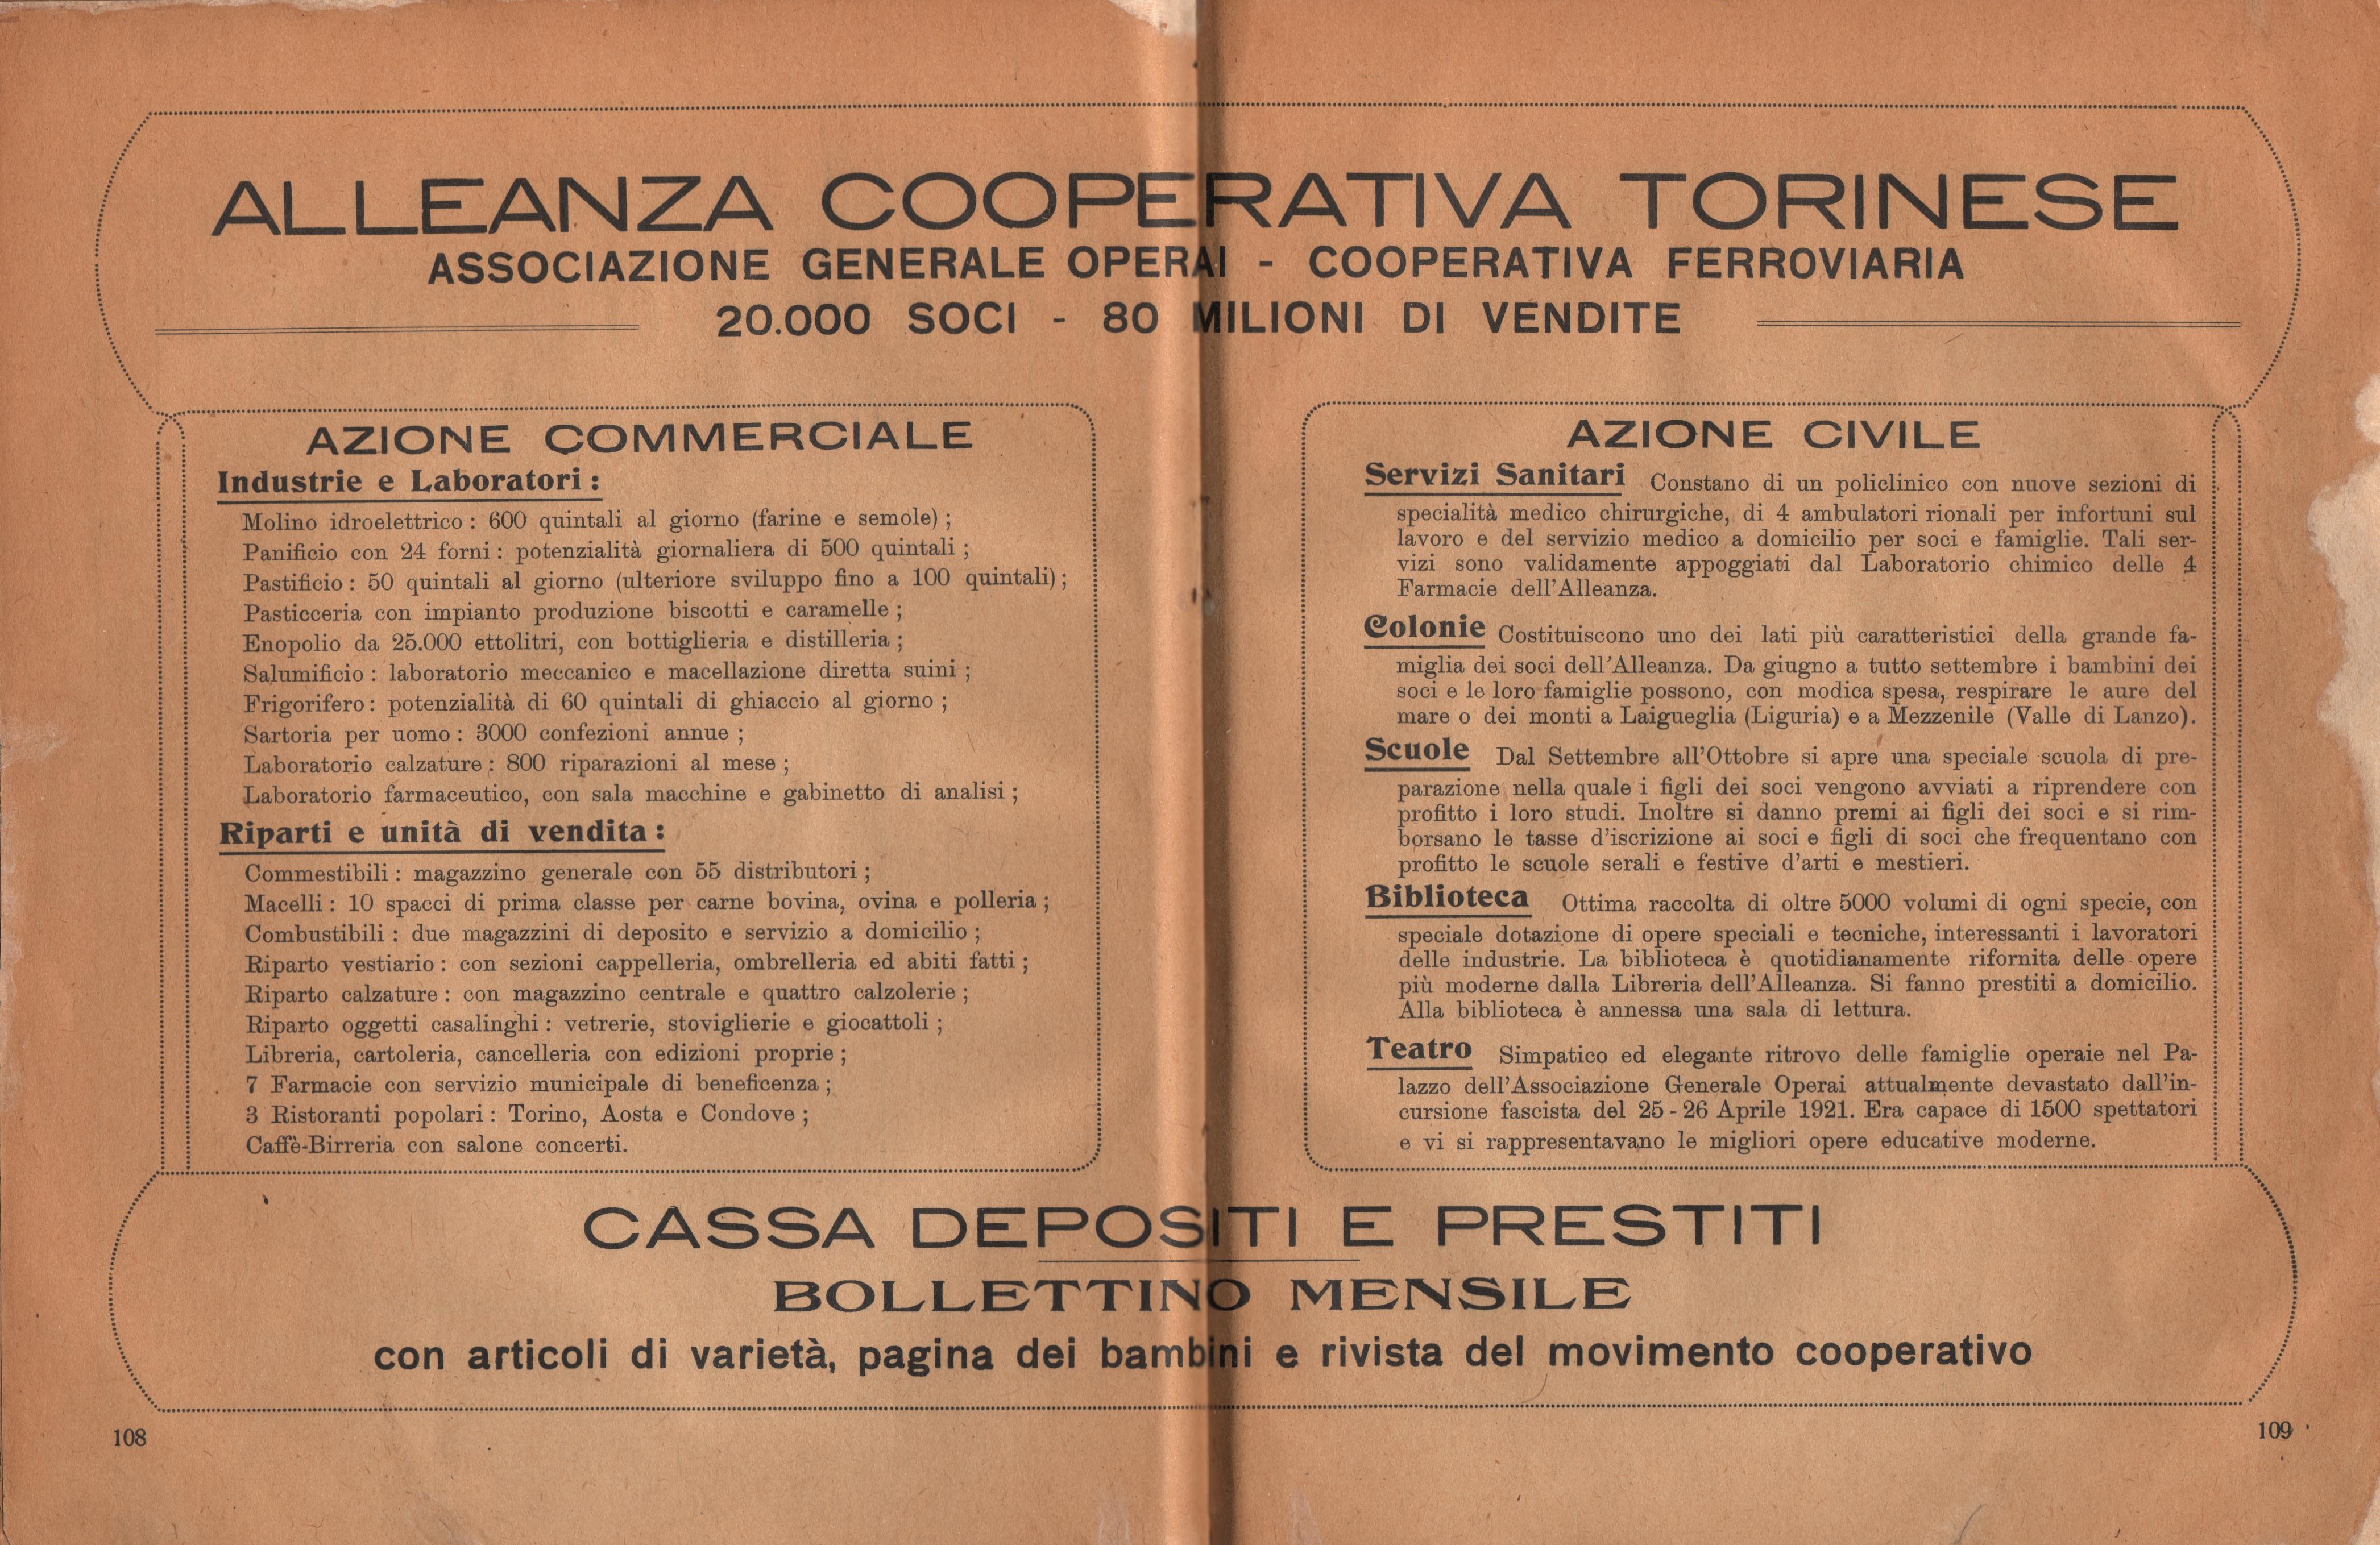 ALLEANZA COOPERATIVA TORINESE
ASSOCIAZIONE GENERALE OPERAI - COOPERATIVA FERROVIARIA
20.000 SOCI - 80 MILIONI DI VENDITE
AZIONE COMMERCIALE
Industrie e Laboratori :
Molino idroelettrico : 600 quintali al giorno (farine e semole) ;
Panificio con 24 forni : potenzialità giornaliera di 500 quintali ;
Pastificio : 50 quintali al giorno (ulteriore sviluppo fino a 100 quintali) ;
Pasticceria con impianto produzione biscotti e caramelle ;
Enopolio da 25.000 ettolitri, con bottiglieria e distilleria ;
Salumificio : laboratorio meccanico e macellazione diretta suini ;
Frigorifero : potenzialità di 60 quintali di ghiaccio al giorno ;
Sartoria per uomo : 3000 confezioni annue ;
Laboratorio calzature : 800 riparazioni al mese ;
Laboratorio farmaceutico, con sala macchine e gabinetto di analisi ;
Riparti e unità di vendita :
Commestibili : magazzino generale con 55 distributori ;
Macelli : 10 spacci di prima classe per carne bovina, ovina e polleria ;
Combustibili : due magazzini di deposito e servizio a domicilio ;
Riparto vestiario : con sezioni cappelleria, ombrelleria ed abiti fatti ;
Riparto calzature : con magazzino centrale e quattro calzolerie ;
Riparto oggetti casalinghi : vetrerie, stoviglierie e giocattoli ;
Libreria, cartoleria, cancelleria con edizioni proprie ;
7 Farmacie con servizio municipale di beneficenza ;
3 Ristoranti popolari : Torino, Aosta e Condove ;
Caffè-Birreria con salone concerti.
AZIONE CIVILE
Servizi Sanitari Constano di un policlinico con nuove sezioni di
specialità medico chirurgiche, di 4 ambulatori rionali per infortuni sul
lavoro e del servizio medico a domicilio per soci e famiglie. Tali ser-
vizi sono validamente appoggiati dal Laboratorio chimico delle 4
Farmacie dell'Alleanza.
Colonie Costituiscono uno dei lati più caratteristici della grande fa-
miglia dei soci dell'Alleanza. Da giugno a tutto settembre i bambini dei
soci e le loro famiglie possono, con modica spesa, respirare le aure del
mare o dei monti a Laigueglia (Liguria) e a Mezzenile (Valle di Lanzo).
Scuole Dal Settembre all'Ottobre si apre una speciale scuola di pre-
parazione nella quale i figli dei soci vengono avviati a riprendere con
profitto i loro studi. Inoltre si danno premi ai figli dei soci e si rim-
borsano le tasse d'iscrizione ai soci e figli di soci che frequentano con
profitto le scuole serali e festive d'arti e mestieri.
Biblioteca Ottima raccolta di oltre 5000 volumi di ogni specie, con
speciale dotazione di opere speciali e tecniche, interessanti i lavoratori
delle industrie. La biblioteca è quotidianamente rifornita delle opere
più moderne dalla Libreria dell'Alleanza. Si fanno prestiti a domicilio.
Alla biblioteca è annessa una sala di lettura.
Teatro Simpatico ed elegante ritrovo delle famiglie operaie nel Pa-
lazzo dell'Associazione Generale Operai attualmente devastato dall'in-
cursione fascista del 25 - 26 Aprile 1921. Era capace di 1500 spettatori
e vi si rappresentavano le migliori opere educative moderne.
CASSA DEPOSITI E PRESTITI
BOLLETTINO MENSILE
con articoli di varietà, pagina dei bambini e rivista del movimento cooperativo
108
109